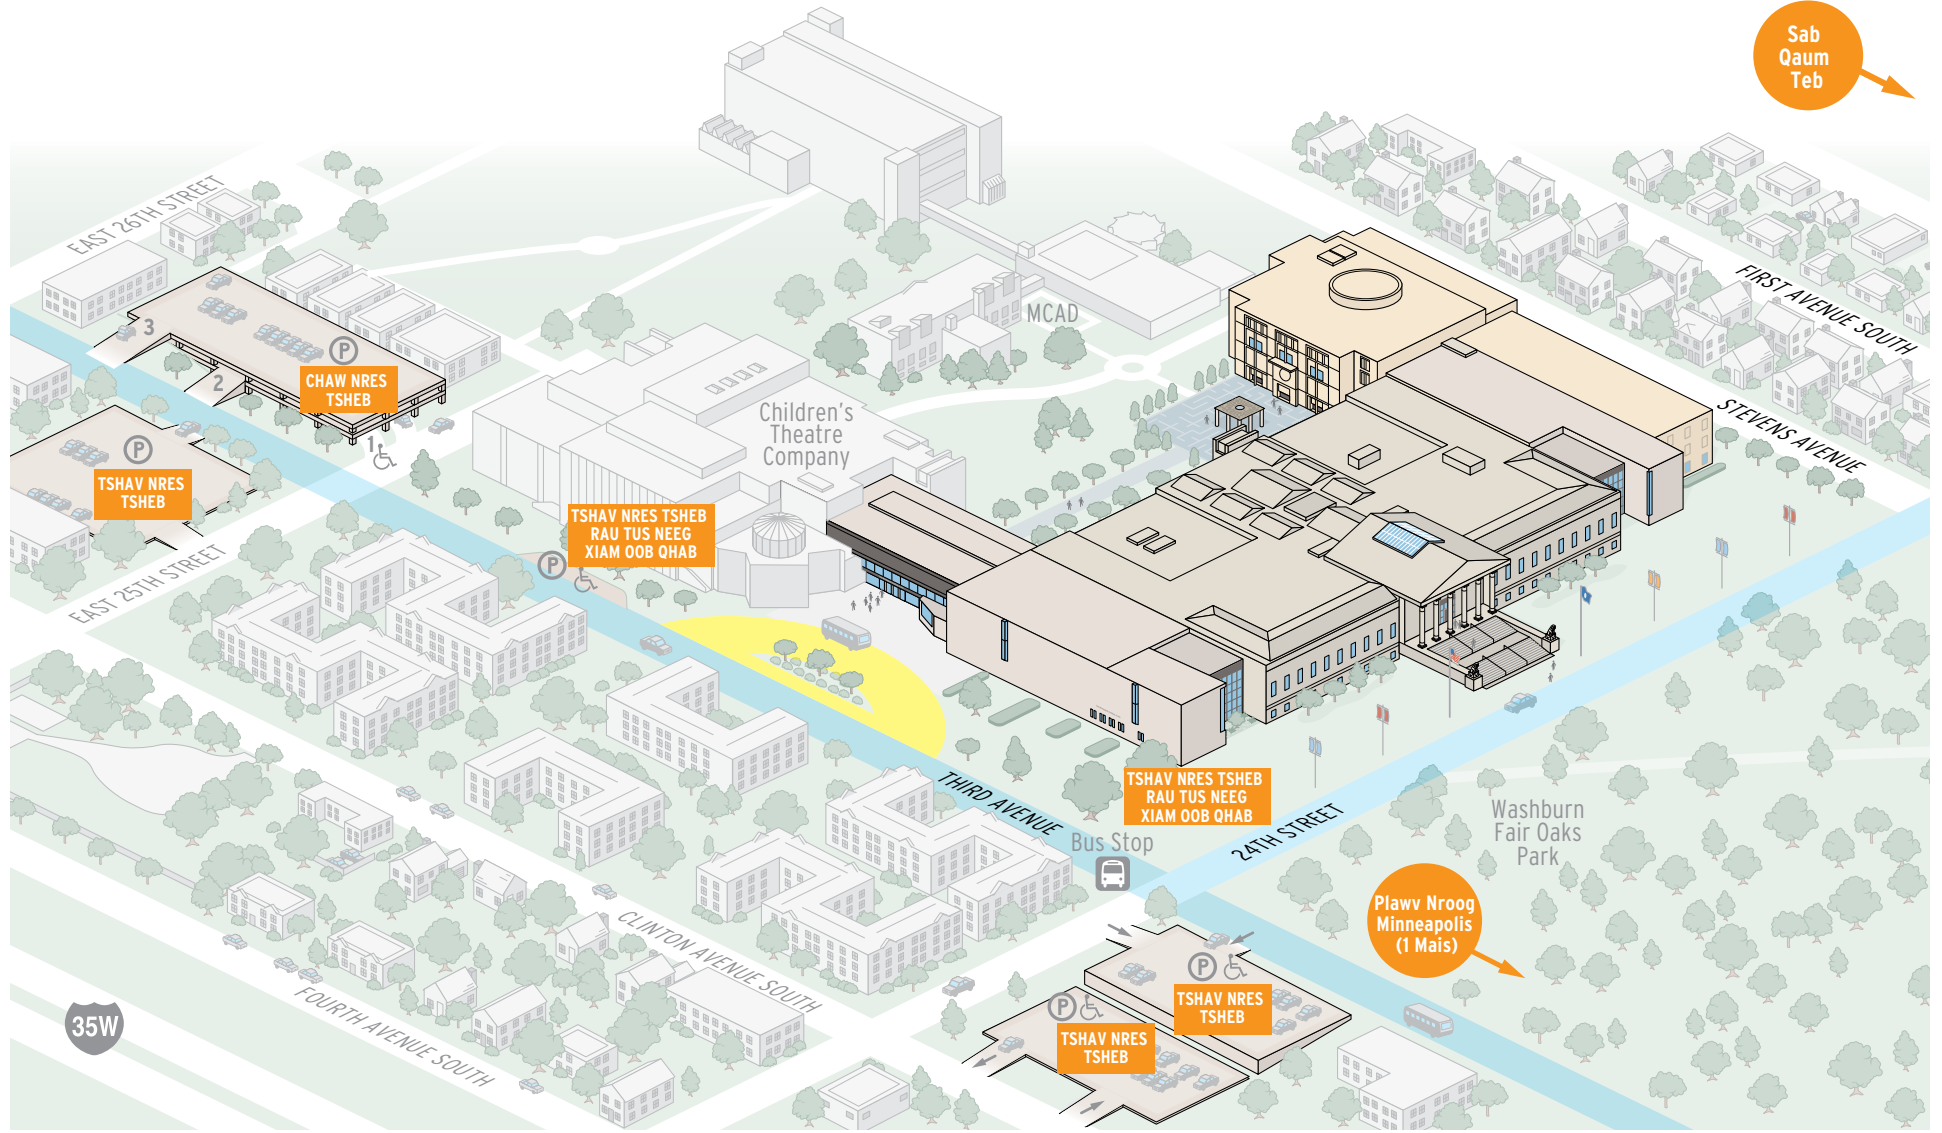 Sab
Qaum
Teb
EAST 26TH STREET
FIRST AVENUE SOUTH
MCAD
3
P
2
CHAW NRES
TSHEB
STEVENS AVENUE
Children's
Theatre
Company
1
P
TSHAV NRES
TSHEB
TSHAV NRES TSHEB
RAU TUS NEEG
XIAM OOB QHAB
P
EAST 25TH STREET
THIRD AVENUE
TSHAV NRES TSHEB
RAU TUS NEEG
XIAM OOB QHAB
24TH STREET
Washburn
Fair Oaks
Park
Bus Stop
Plawv Nroog
Minneapolis
(1 Mais)
CLINTON AVENUE SOUTH
P
TSHAV NRES
TSHEB
P
TSHAV NRES
TSHEB
FOURTH AVENUE SOUTH
35W